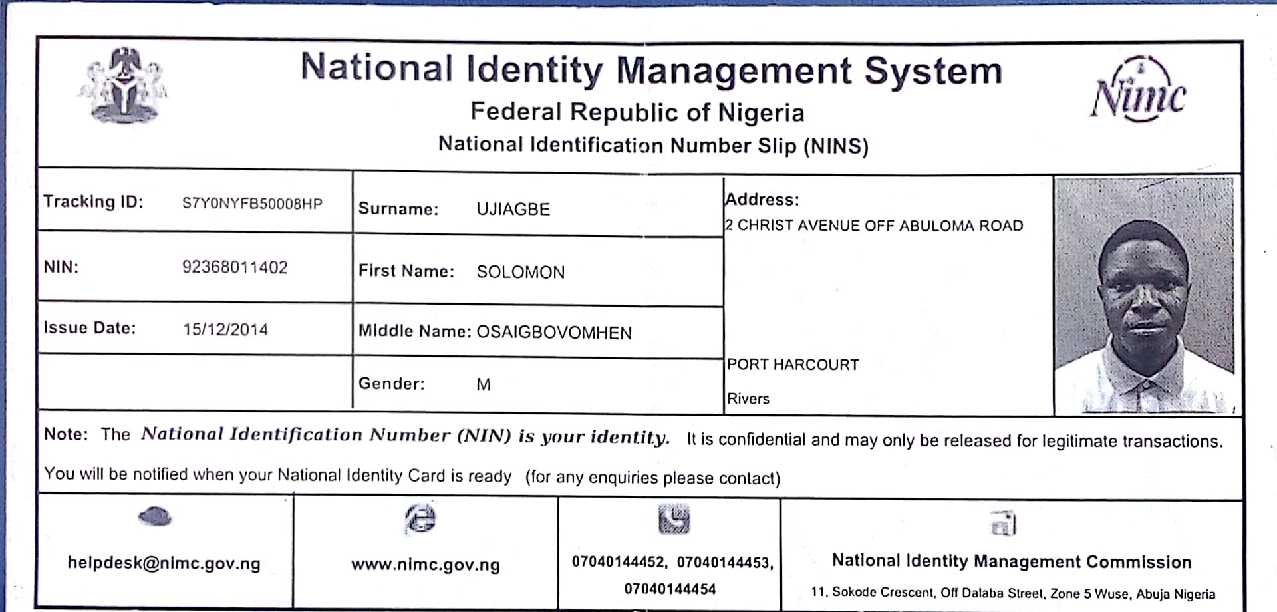 National Identity Management System
Federal Republic of Nigeria
National Identification Number Slip (NINS)
Nimc
Tracking ID: S7Y0NYFB50008HP
Surname: UJIAGBE
Address:
2 CHRIST AVENUE OFF ABULOMA ROAD
NIN: 92368011402
First Name: SOLOMON
Issue Date: 15/12/2014
Middle Name: OSAIGBOVOMHEN
PORT HARCOURT
Gender: M
Rivers
Note: The National Identification Number (NIN) is your identity. It is confidential and may only be released for legitimate transactions.
You will be notified when your National Identity Card is ready (for any enquiries please contact)
helpdesk@nimc.gov.ng
www.nimc.gov.ng
07040144452, 07040144453,
07040144454
National Identity Management Commission
11, Sokode Crescent, Off Dalaba Street, Zone 5 Wuse, Abuja Nigeria